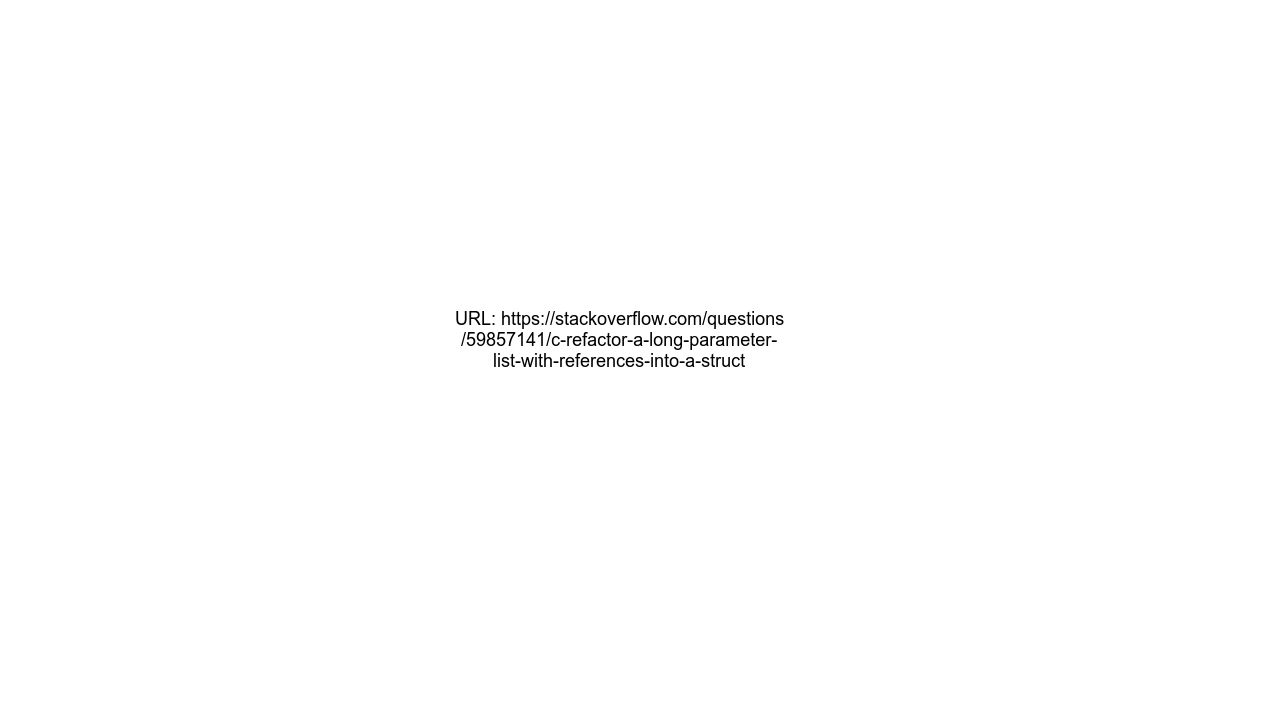 URL: https://stackoverflow.com/questions
/59857141/c-refactor-a-long-parameter-
list-with-references-into-a-struct